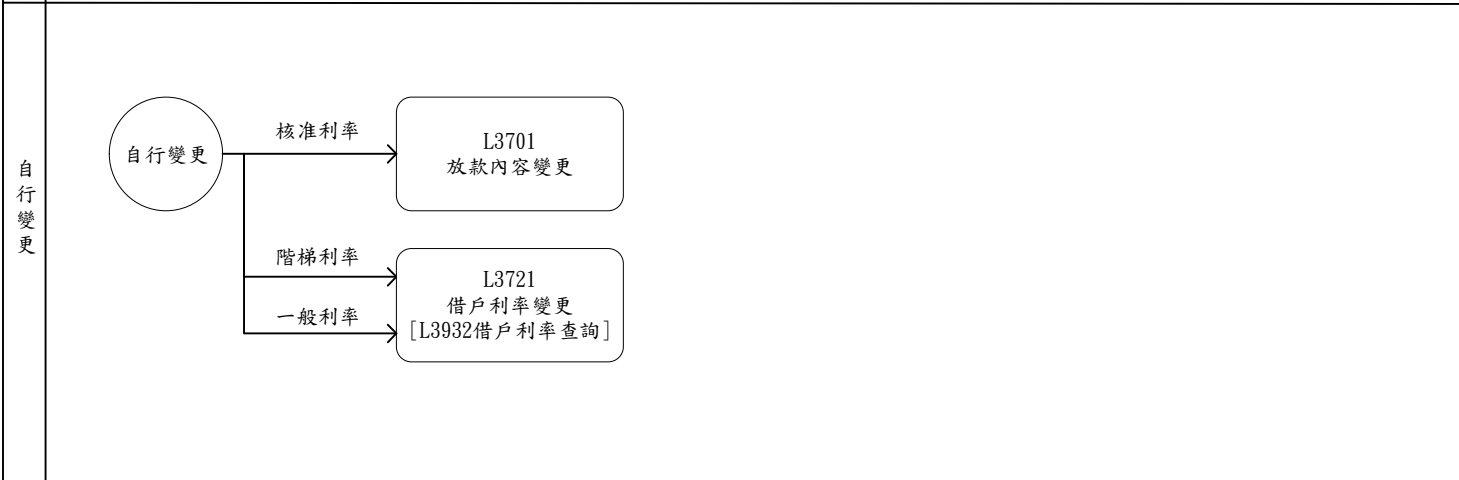 自行變更
自行變更
核准利率
L3701
放款內容變更
階梯利率
一般利率
L3721
借戶利率變更
[L3932借戶利率查詢]